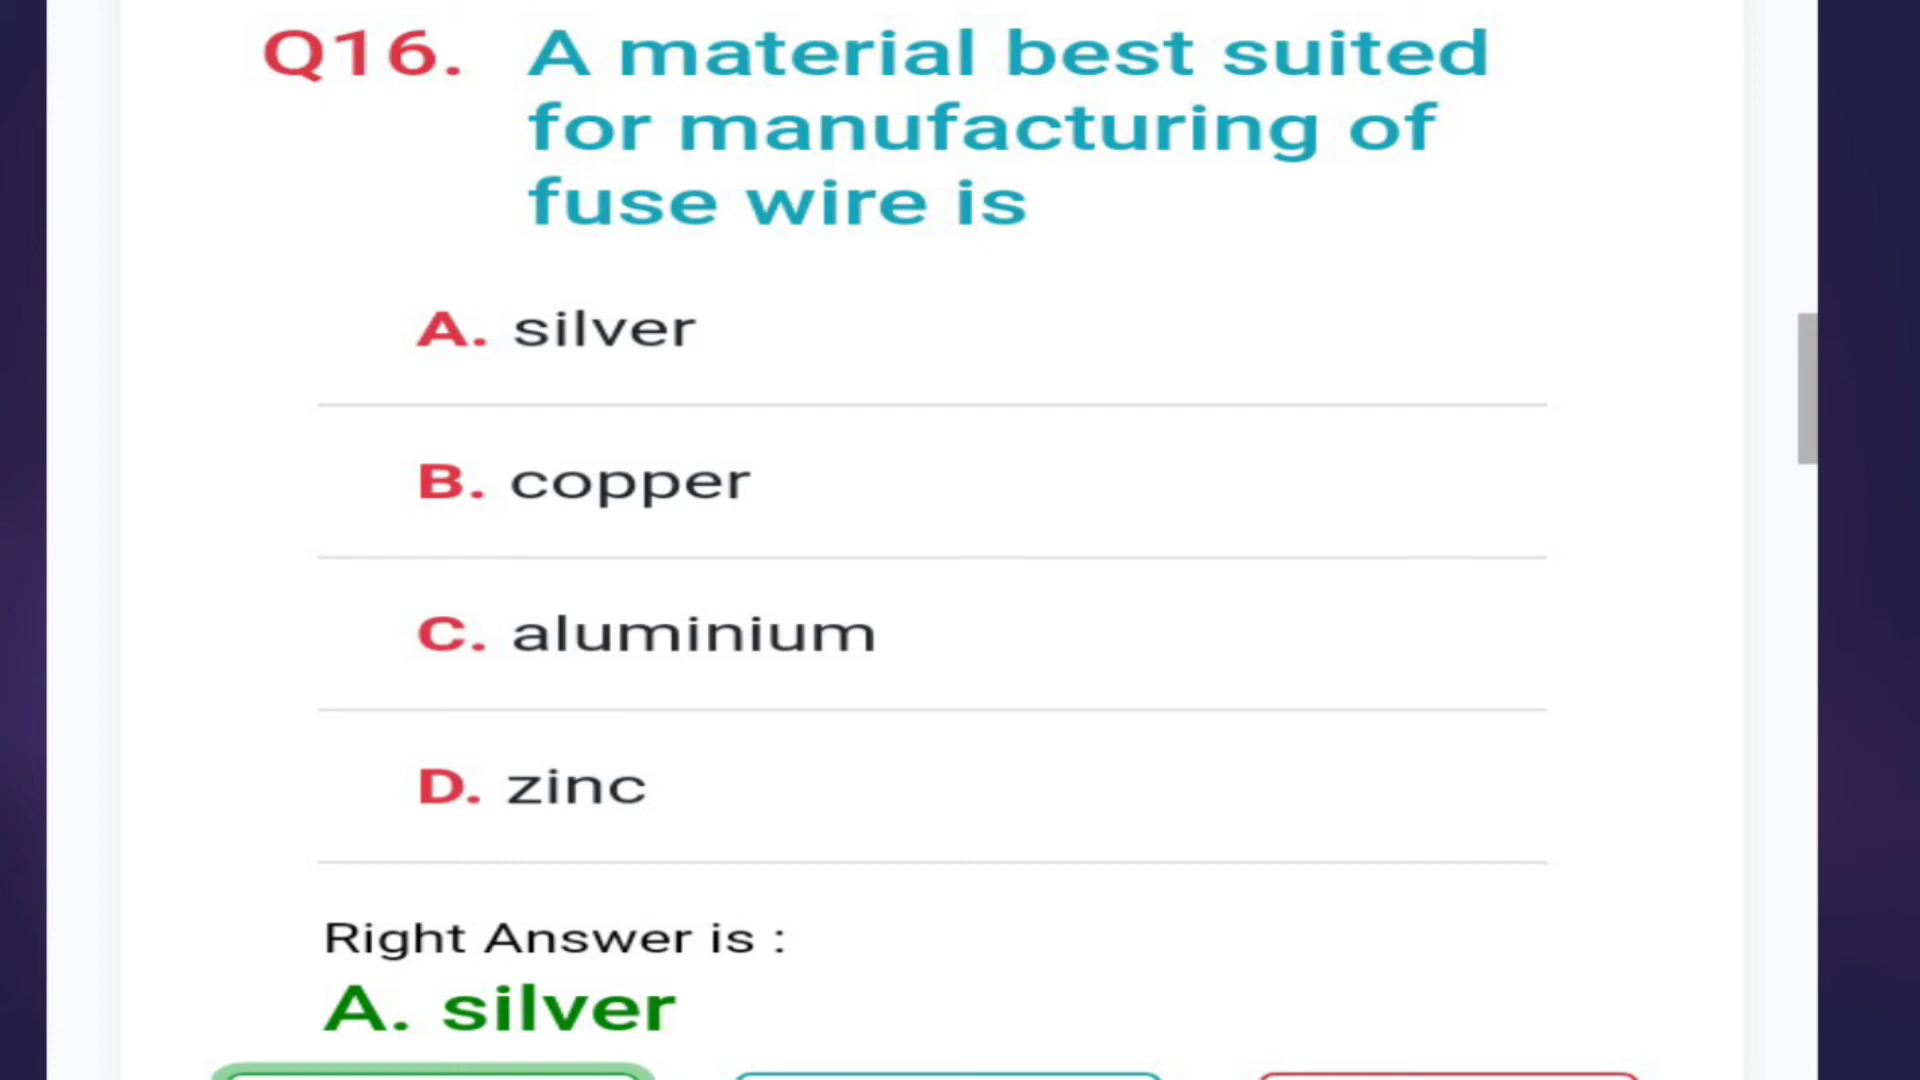 Q16. A material best suited
for manufacturing of
fuse wire is
A. silver
B. copper
C. aluminium
D. zinc
Right Answer is :
A. silver